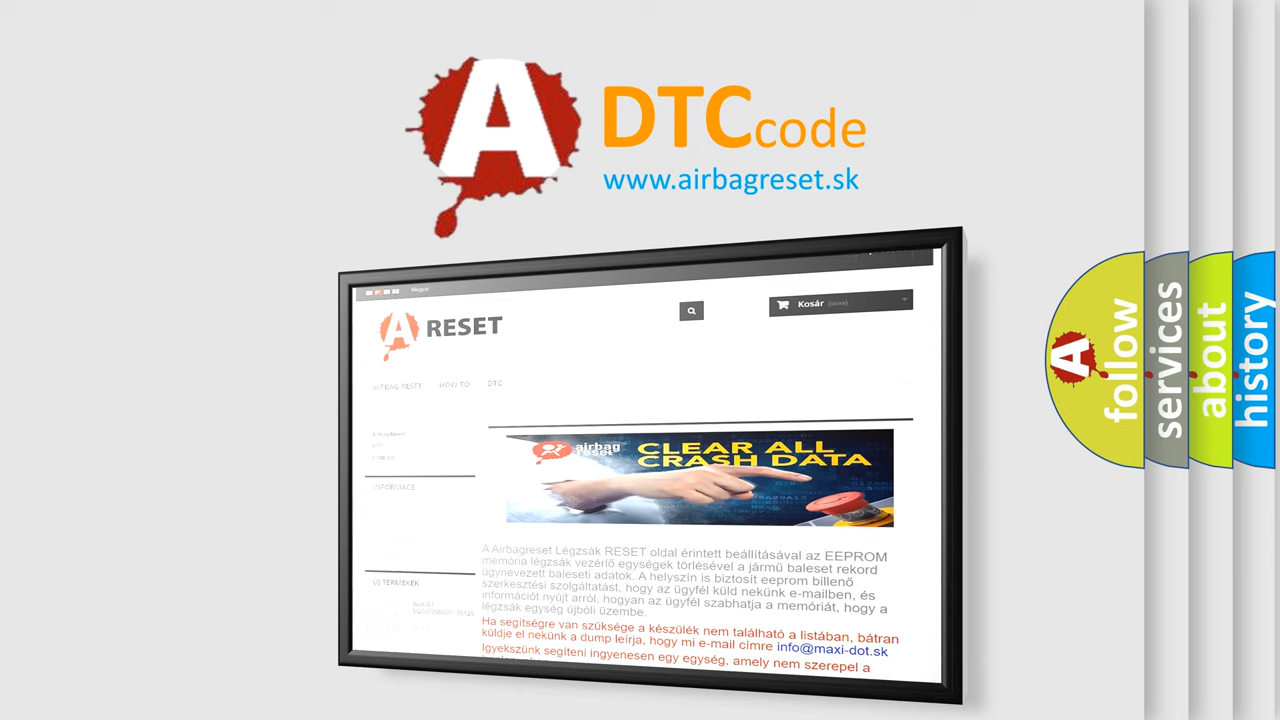 A DTC code
www.airbagreset.sk
Magyar
A RESET
Kosár (üres)
AIRBAG RESET HOW TO DTC
INFORMACE
ÚJ TERMÉKEK
airbag
reset
CLEAR ALL
CRASH DATA
A Airbagreset Légzsák RESET oldal érintett beállításával az EEPROM
memória légzsák vezérlő egységek törlésével a jármű baleset rekord
úgynevezett baleseti adatok. A helyszín is biztosít eeprom billenő
szerkesztési szolgáltatást, hogy az ügyfél küld nekünk e-mailben, és
információt nyújt arról, hogyan az ügyfél szabhatja a memóriát, hogy a
légzsák egység újbóli üzembe.
Ha segítségre van szüksége a készülék nem található a listában, bátran
küldje el nekünk a dump leírja, hogy mi e-mail címre info@maxi-dot.sk
Igyekszünk segíteni ingyenesen egy egység, amely nem szerepel a
A
follow
services
about
history